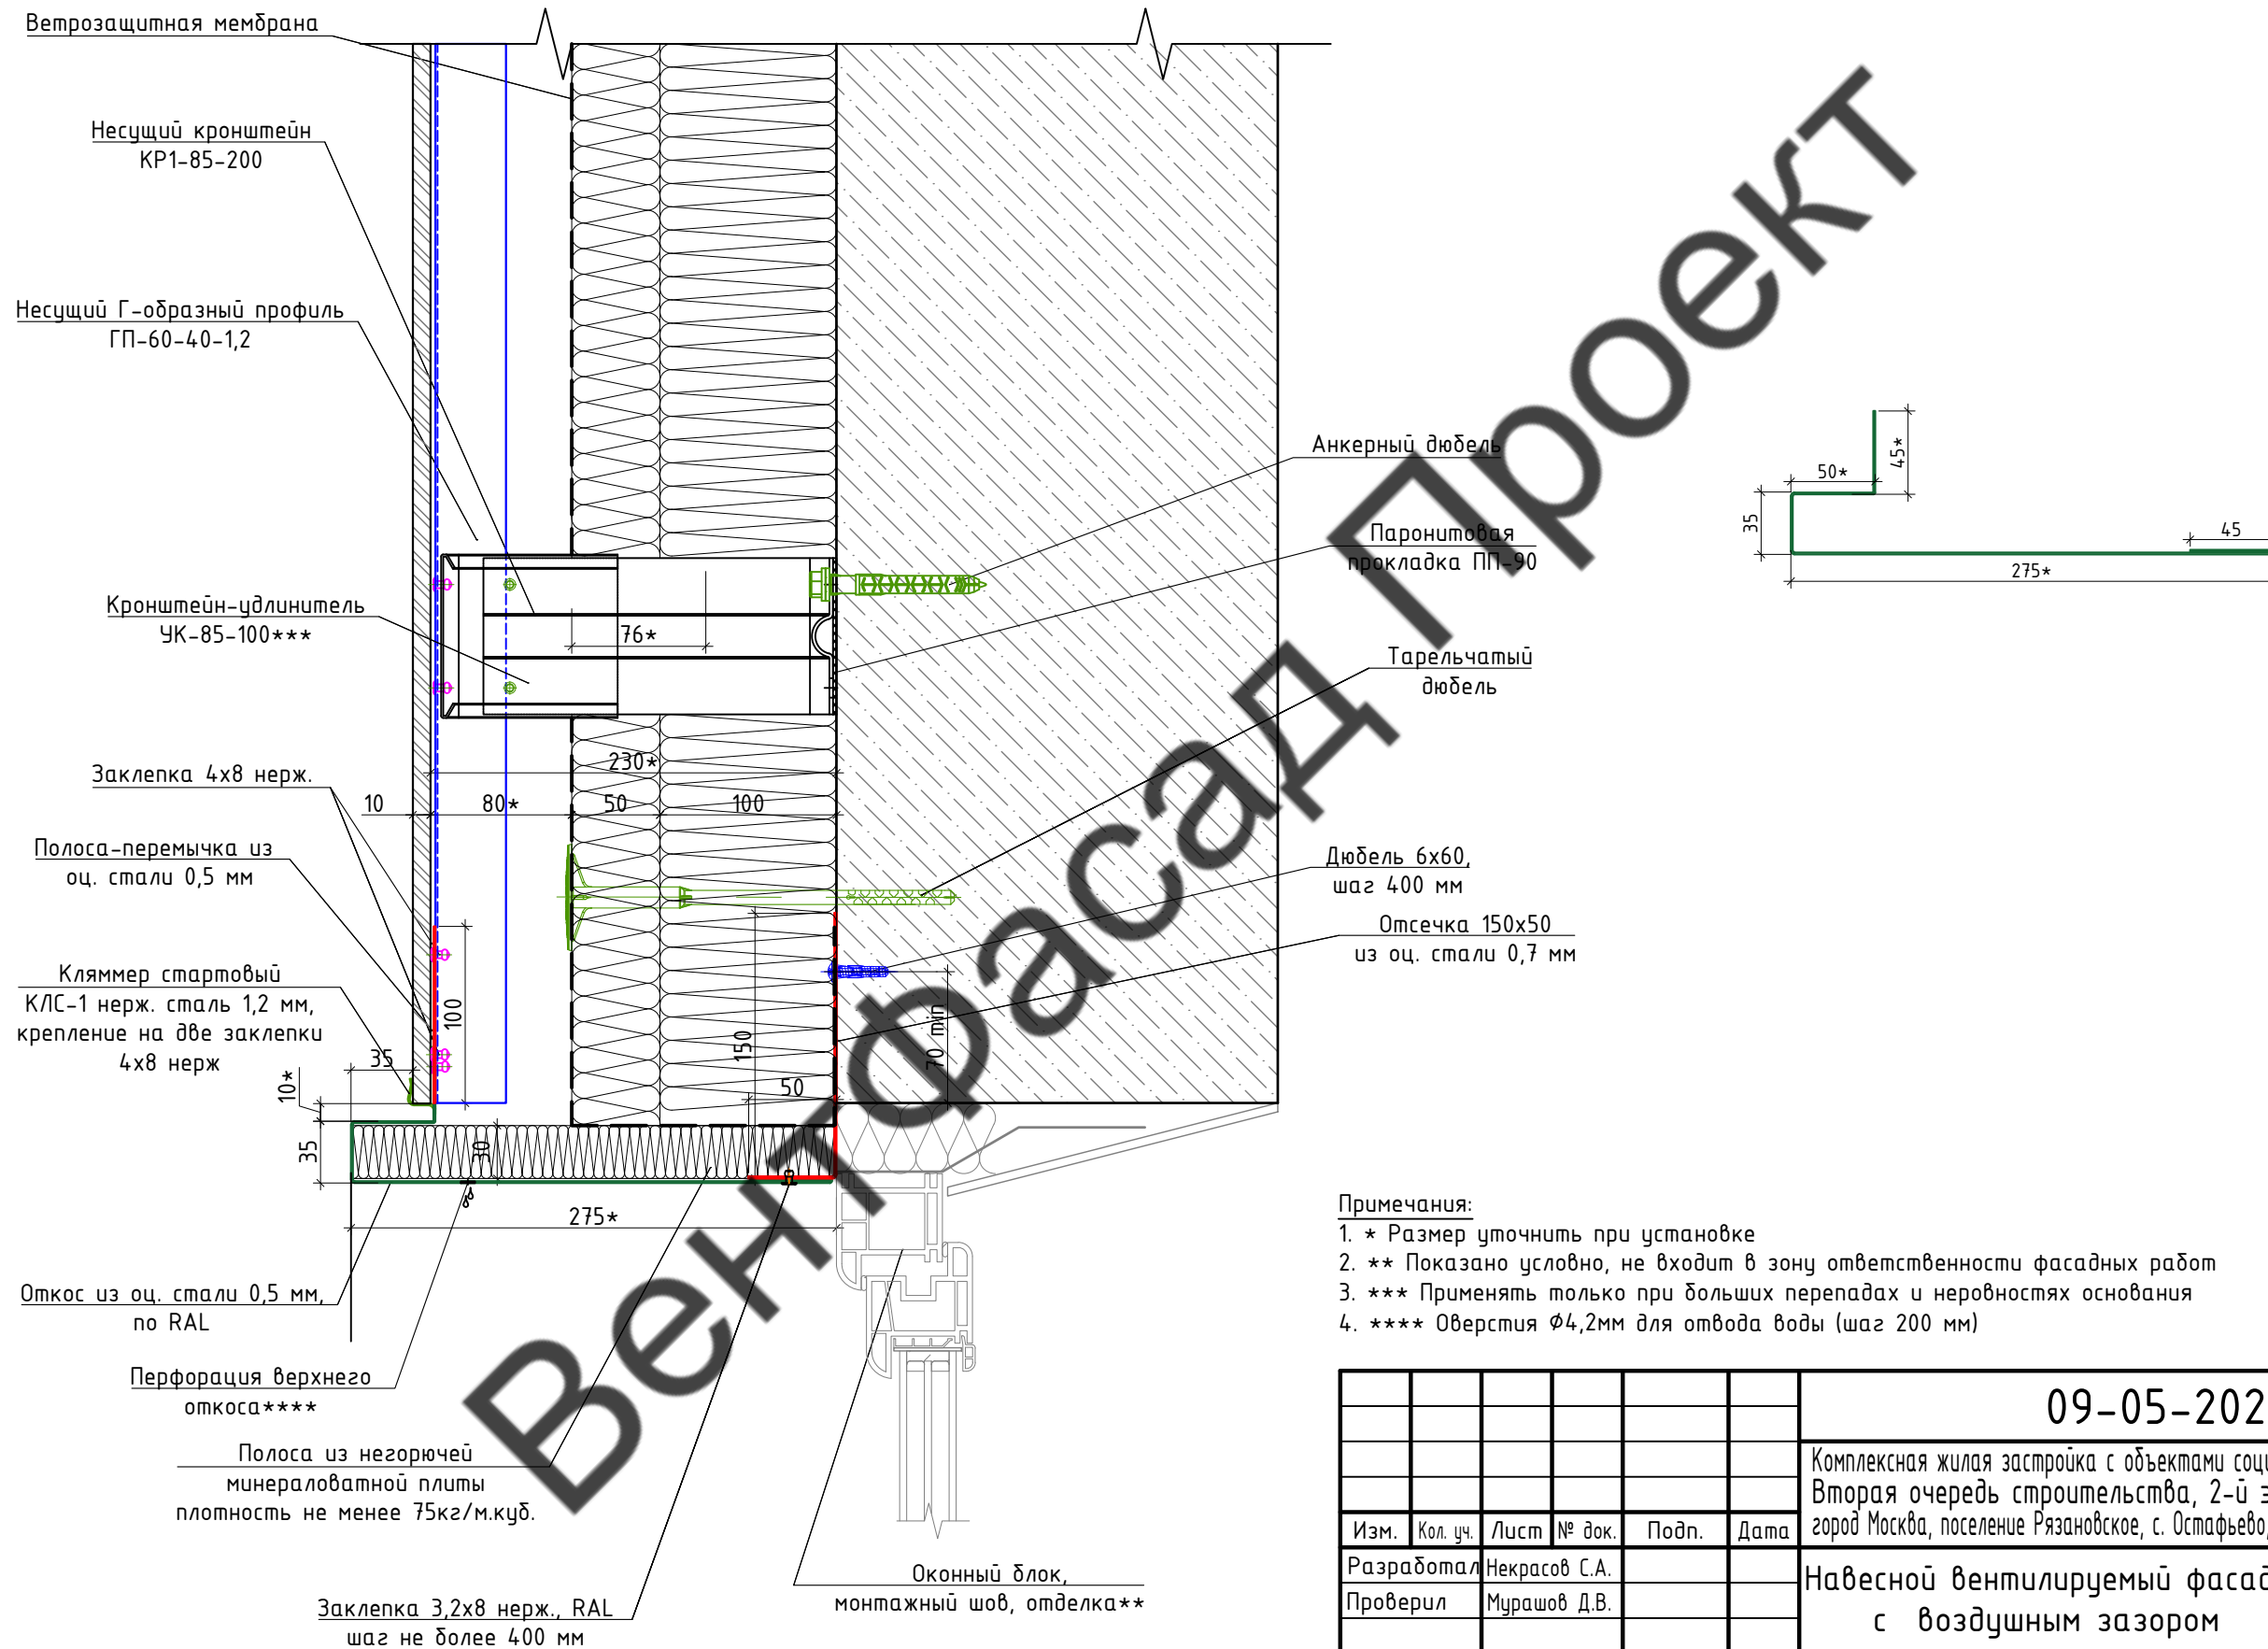 Ветрозащитная мембрана
Несущий кронштейн
КР1-85-200
Несущий Г-образный профиль
ГП-60-40-1,2
Кронштейн-удлинитель
УК-85-100***
Заклепка 4х8 нерж.
Полоса-перемычка из
оц. стали 0,5 мм
Кляммер стартовый
КЛС-1 нерж. сталь 1,2 мм,
крепление на две заклепки
4х8 нерж
Откос из оц. стали 0,5 мм,
по RAL
Перфорация верхнего
откоса****
Полоса из негорючей
минераловатной плиты
плотность не менее 75кг/м.куб.
Заклепка 3,2х8 нерж., RAL
шаг не более 400 мм
Оконный блок,
монтажный шов, отделка**
Анкерный дюбель
Паронитовая
прокладка ПП-90
Тарельчатый
дюбель
Дюбель 6х60,
шаг 400 мм
Отсечка 150х50
из оц. стали 0,7 мм
76*
230*
10
80*
50
100
100
150
70 min
50
35
10*
35
30
275*
45*
50*
35
45
275*
ВентФасад Проект
Примечания:
1. * Размер уточнить при установке
2. ** Показано условно, не входит в зону ответственности фасадных работ
3. *** Применять только при больших перепадах и неровностях основания
4. **** Оверстия Ф4,2мм для отвода воды (шаг 200 мм)
09-05-202
Комплексная жилая застройка с объектами соц
Вторая очередь строительства, 2-й э
город Москва, поселение Рязановское, с. Остафьево,
Изм. Кол. уч. Лист № док. Подп. Дата
Разработал Некрасов С.А.
Проверил Мурашов Д.В.
Навесной вентилируемый фасад
с воздушным зазором